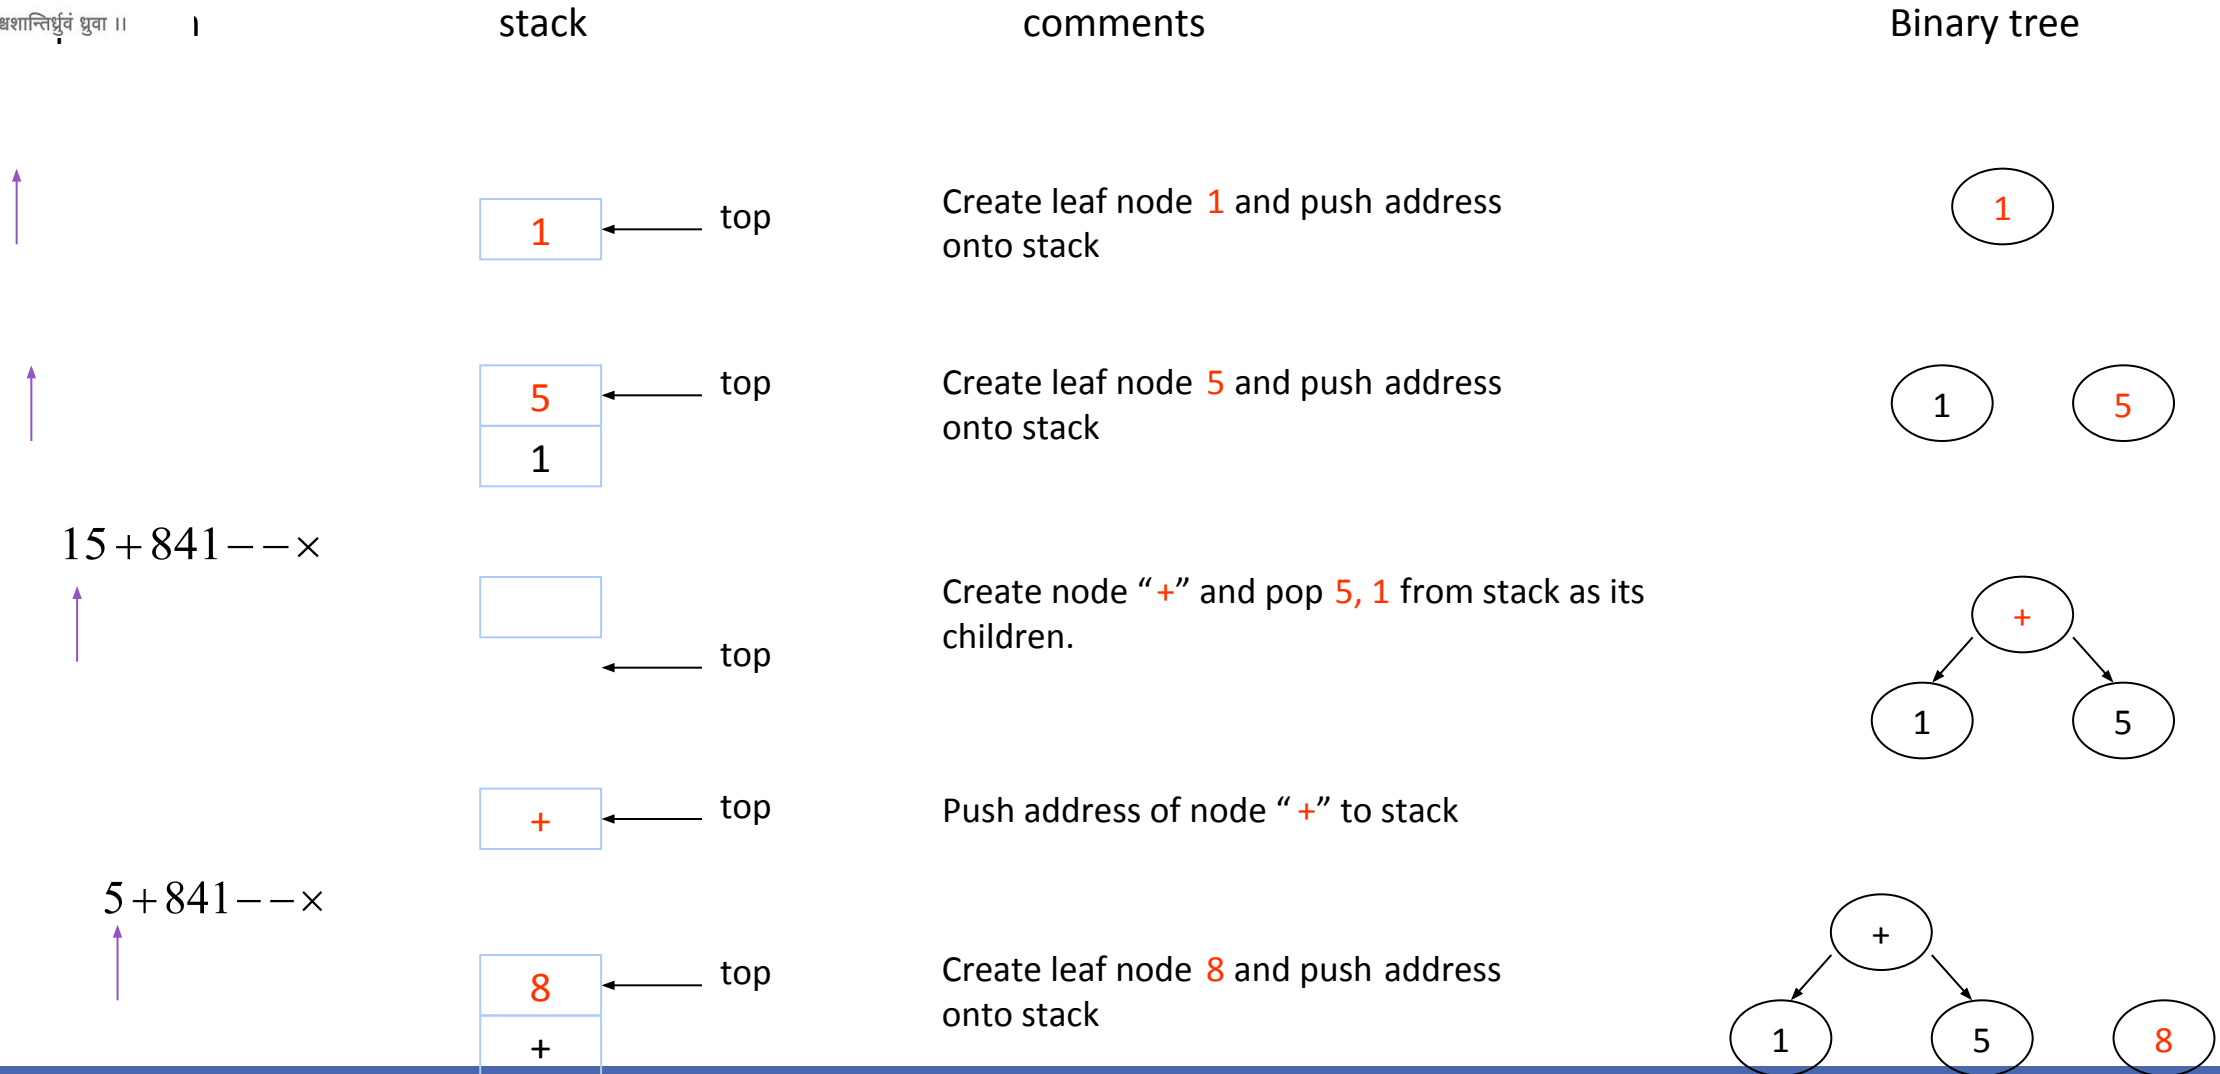 stack comments Binary tree
ध्रुवा ॥
1 top Create leaf node 1 and push address 1
onto stack
5 top Create leaf node 5 and push address 1 5
onto stack
1
15+841−−×
Create node “+” and pop 5, 1 from stack as its +
children.
top
1 5
+ top Push address of node “+” to stack
5+841−−×
+
8 top Create leaf node 8 and push address
onto stack
+ 1 5 8